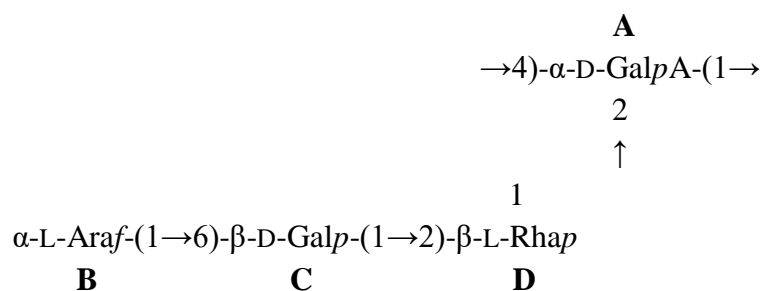 A
→4)-α-D-GalpA-(1→
2
↑
1
α-L-Araf-(1→6)-β-D-Galp-(1→2)-β-L-Rhap
B C D